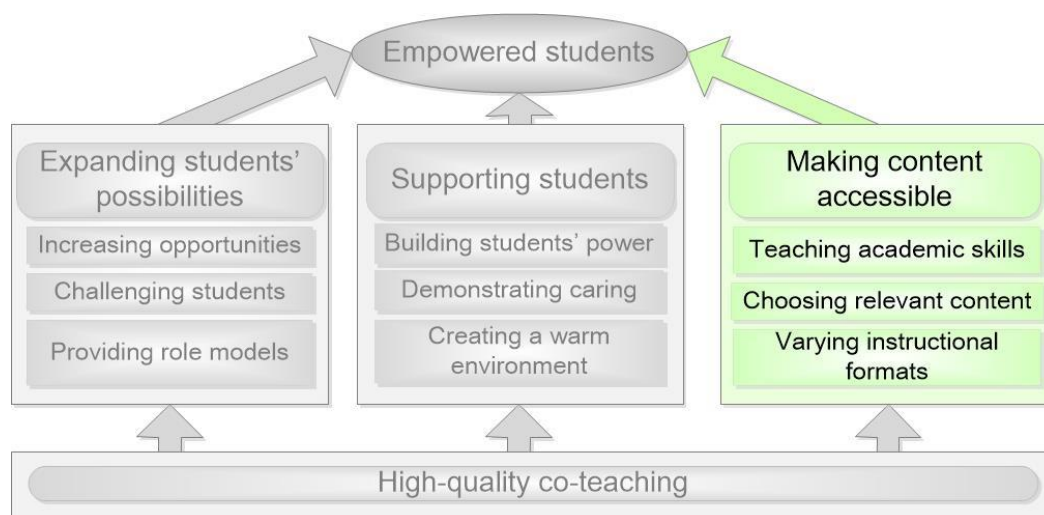 Empowered students
Expanding students’
possibilities
Increasing opportunities
Challenging students
Providing role models
Supporting students
Building students’ power
Demonstrating caring
Creating a warm
environment
Making content
accessible
Teaching academic skills
Choosing relevant content
Varying instructional
formats
High-quality co-teaching